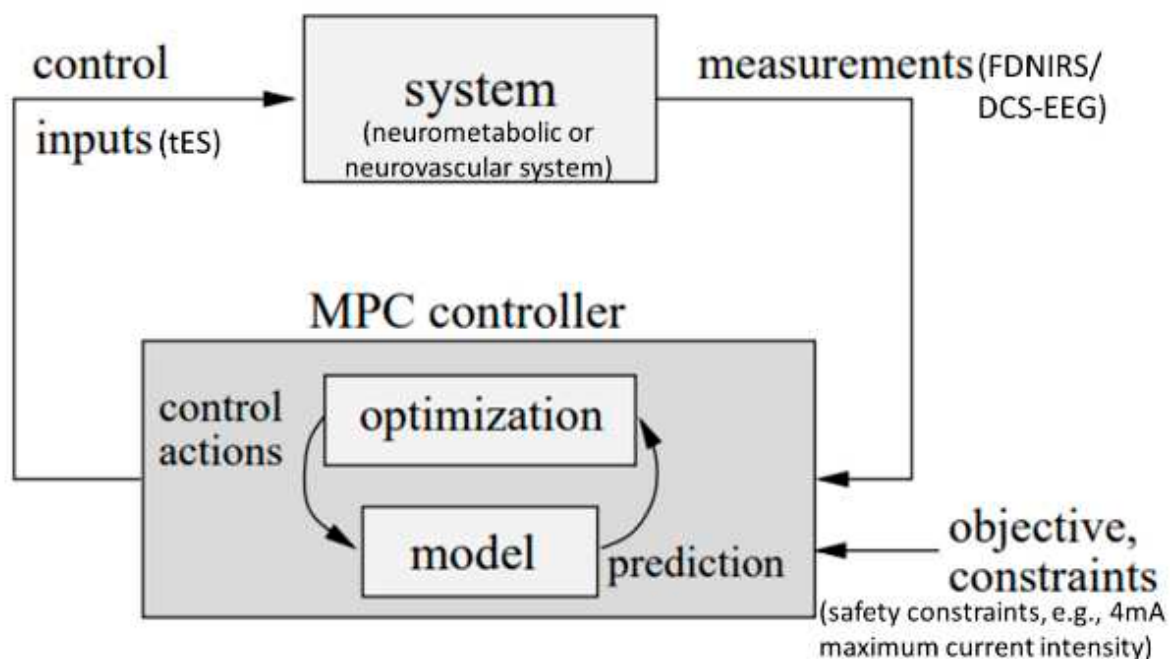 control
inputs (tES)
system
(neurometabolic or
neurovascular system)
measurements (FDNIRS/
DCS-EEG)
MPC controller
control
actions
optimization
model
prediction
objective,
constraints
(safety constraints, e.g., 4mA
maximum current intensity)